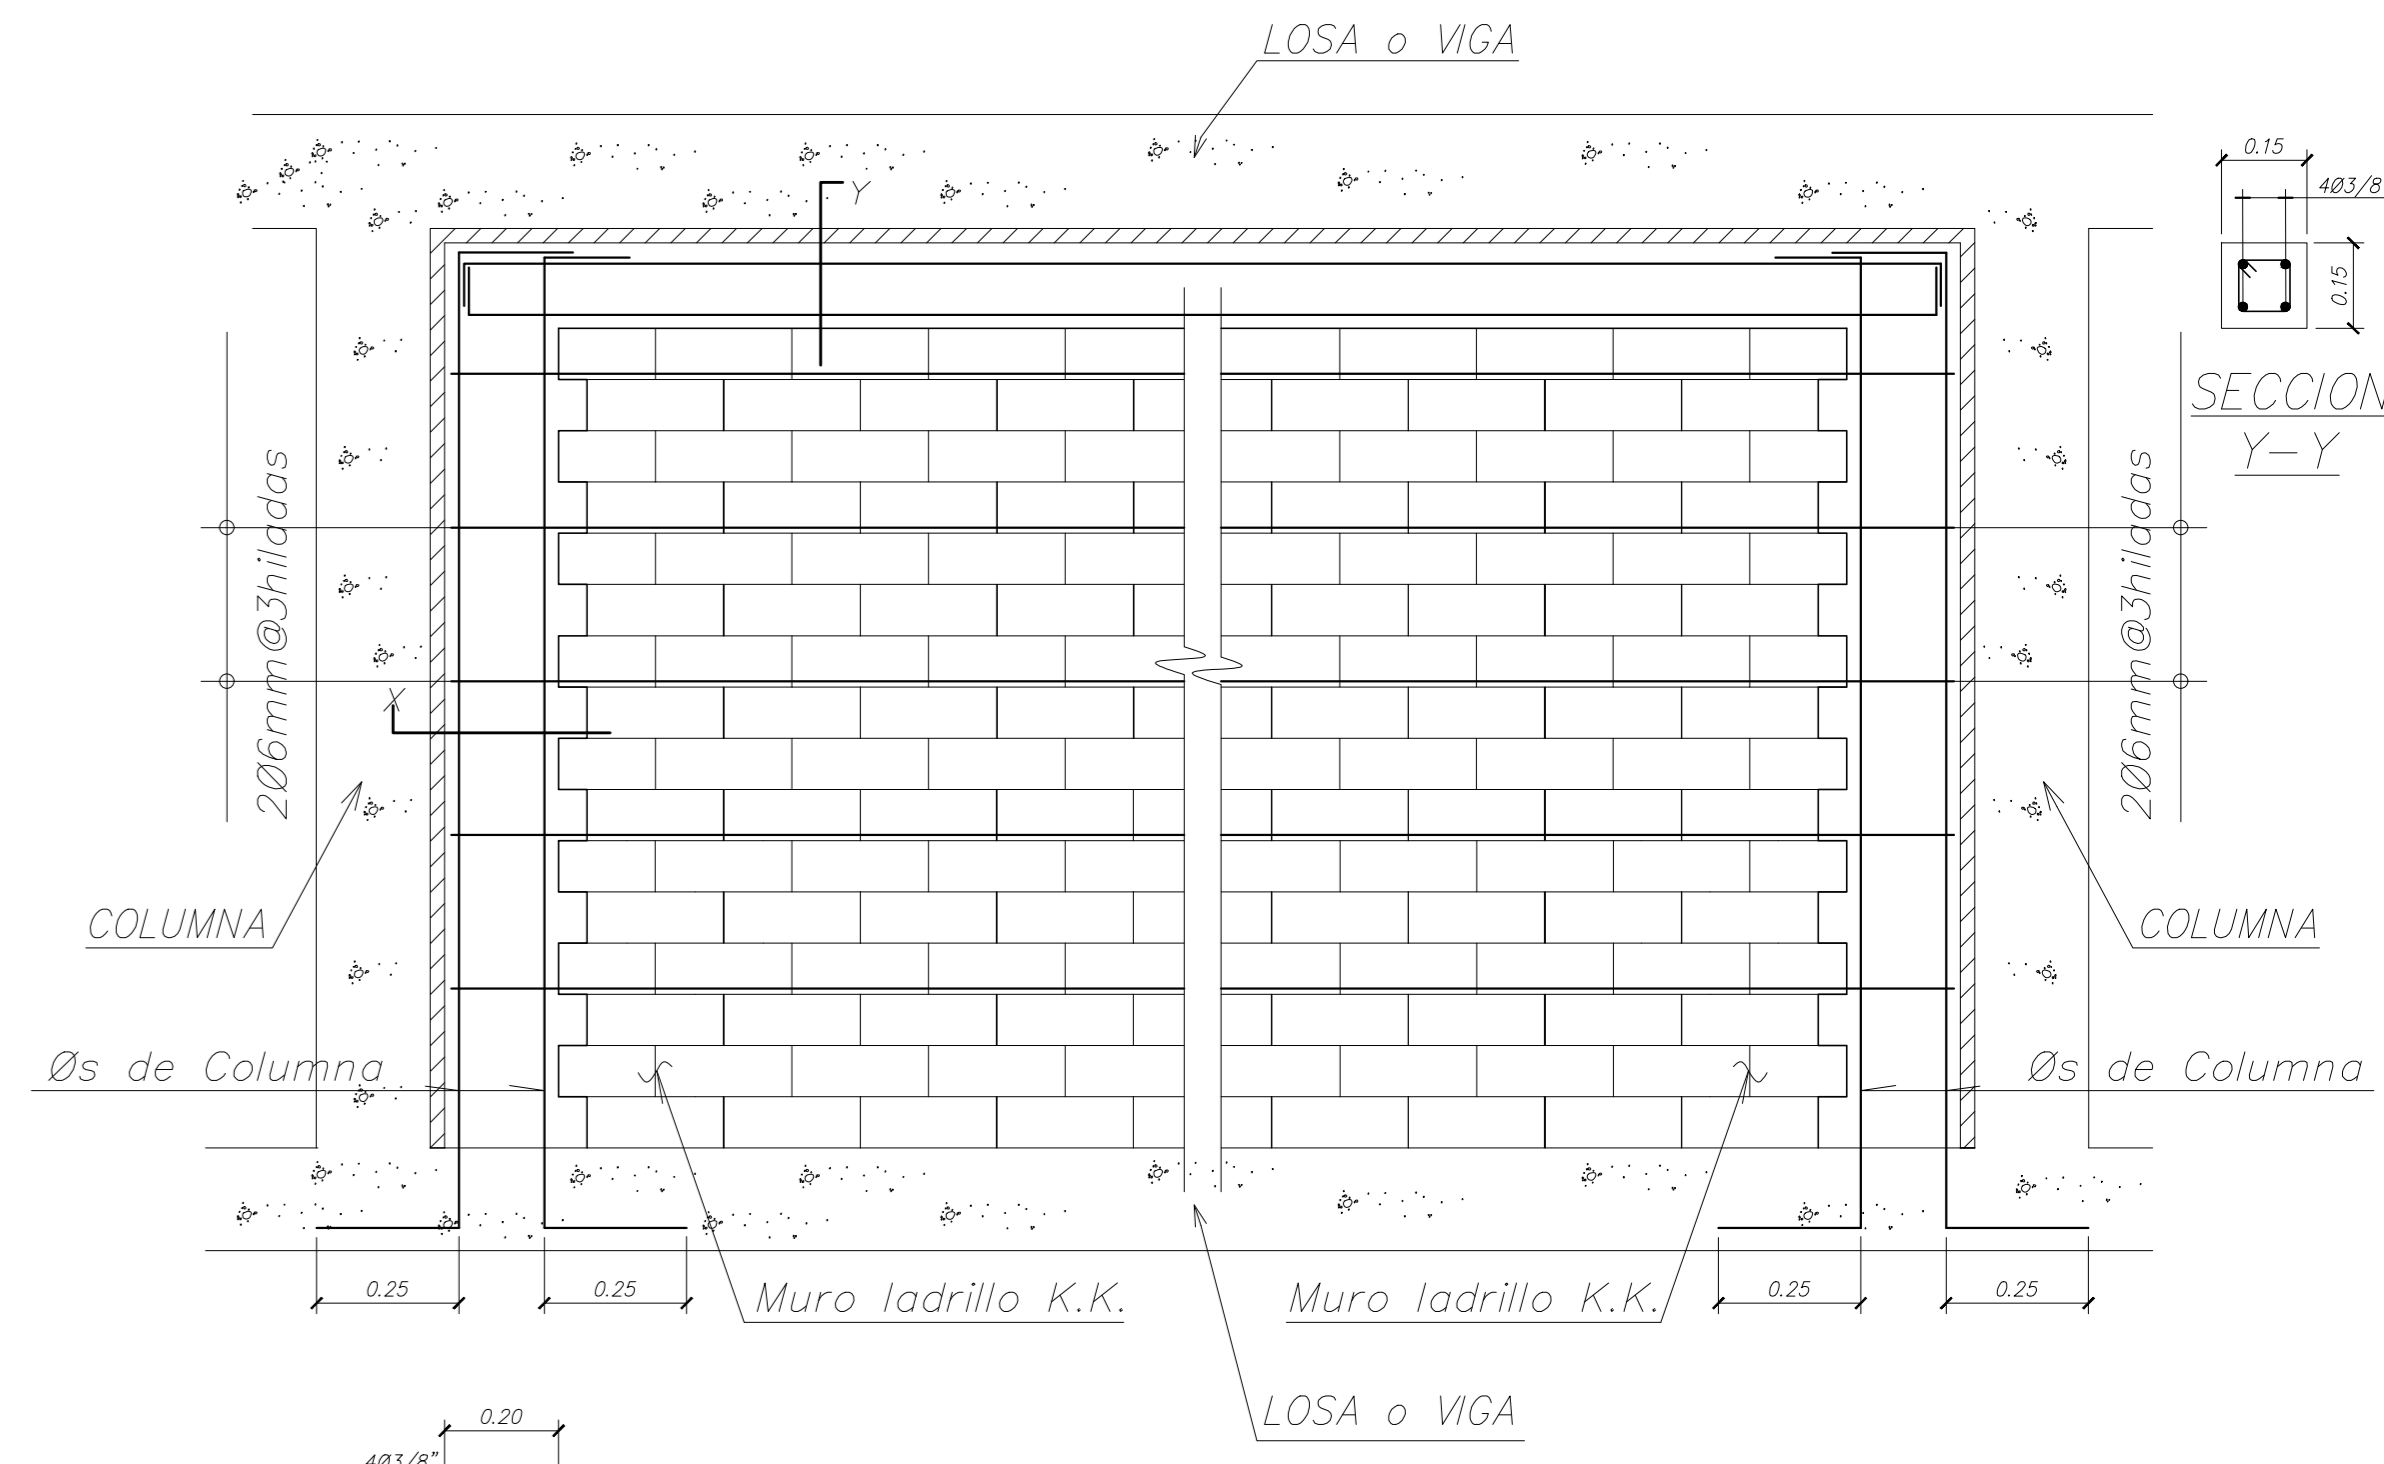 LOSA o VIGA
Y
0.15
4Ø3/8
0.15
SECCION
Y-Y
2Ø6mm@3hiladas
2Ø6mm@3hiladas
X
COLUMNA
COLUMNA
Øs de Columna
Øs de Columna
0.25
0.25
Muro ladrillo K.K.
Muro ladrillo K.K.
0.25
0.25
LOSA o VIGA
0.20
4Ø3/8"